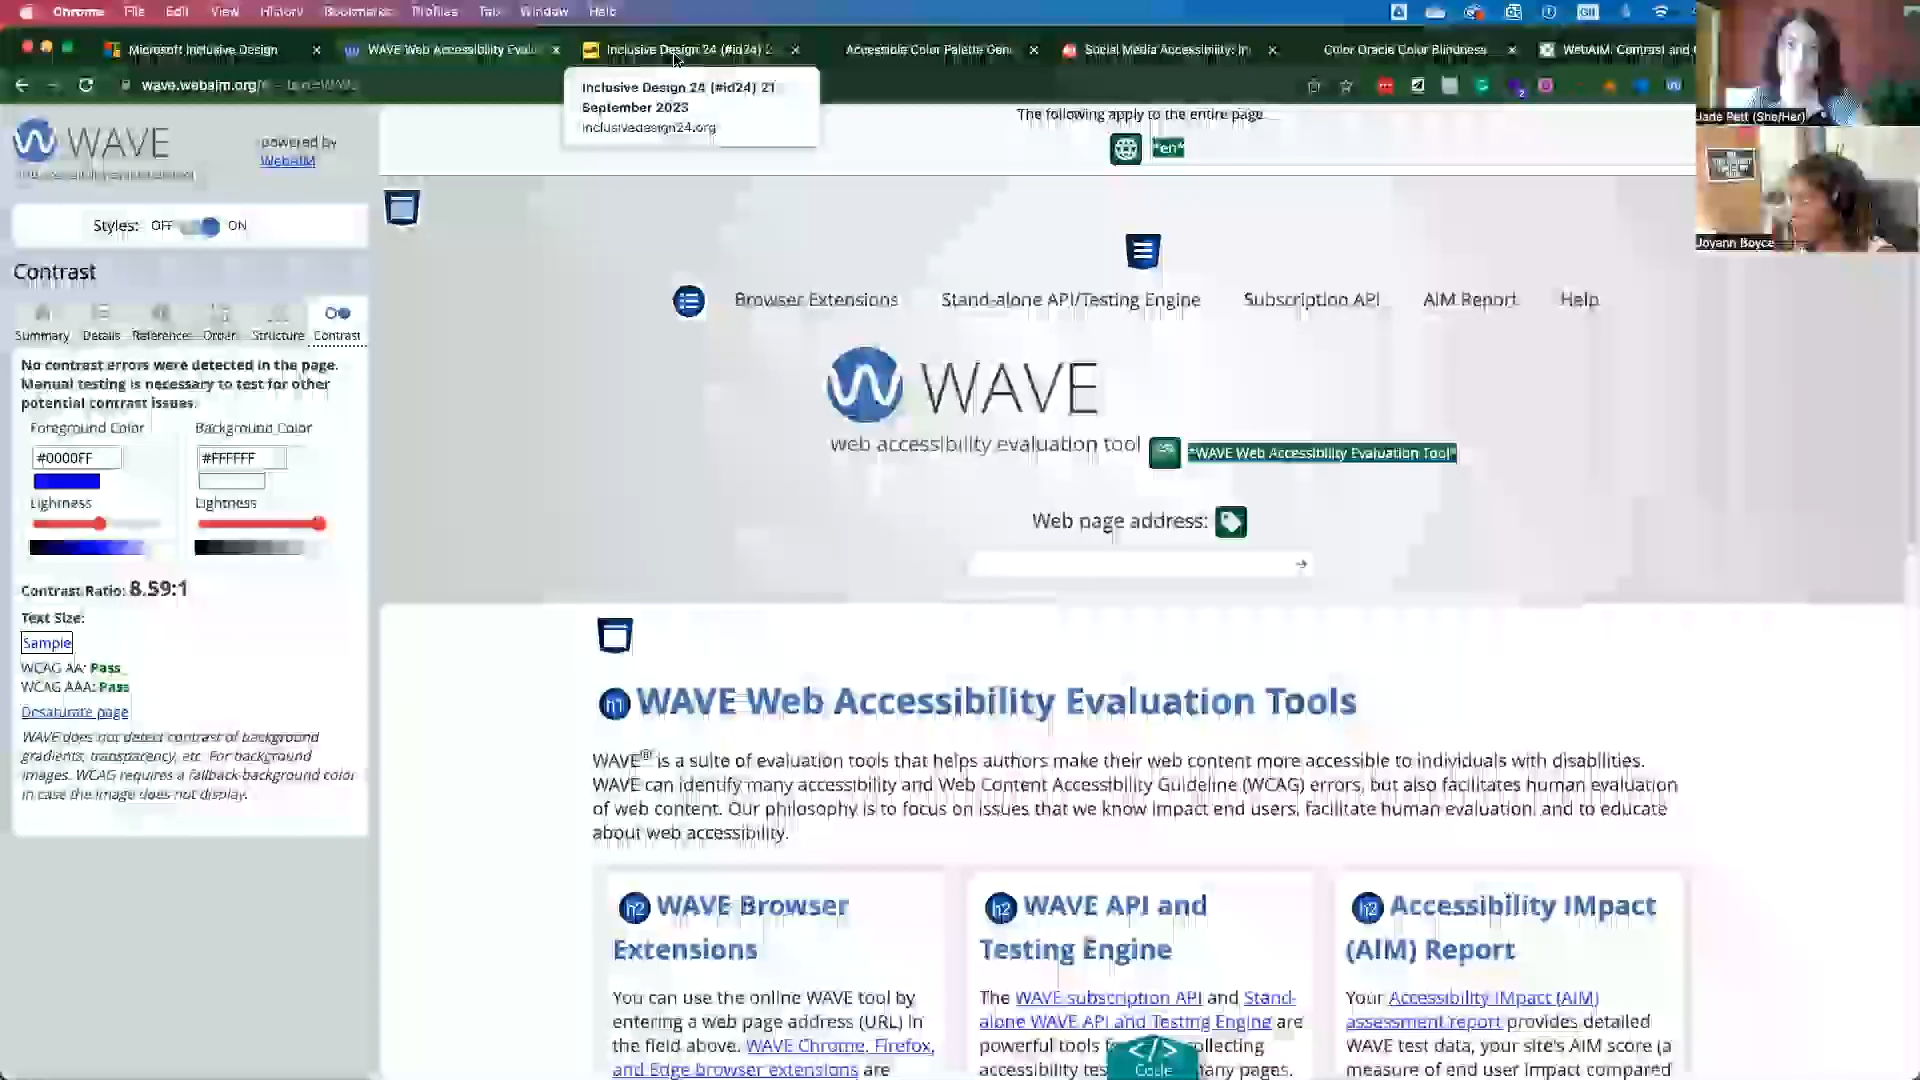 Chrome File Edit View History Bookmarks Profiles Tab Window Help
Microsoft Inclusive Design
WAVE Web Accessibility Evalu
Inclusive Design 24 (#id24) 2
Accessible Color Palette Gen
Social Media Accessibility: In
Color Oracle Color Blindness
WebAIM: Contrast and
wave.webaim.org/
Inclusive Design 24 (#id24) 21
September 2023
inclusivedesign24.org
Jade Pett (She/Her)
Joyann Boyce
WAVE
powered by
WebAIM
Styles: OFF ON
Contrast
Summary Details Reference Order Structure Contrast
No contrast errors were detected in the page.
Manual testing is necessary to test for other
potential contrast issues.
Foreground Color Background Color
#0000FF #FFFFFF
Lightness Lightness
Contrast Ratio: 8.59:1
Text Size:
Sample
WCAG AA: Pass
WCAG AAA: Pass
Desaturate page
WAVE does not detect contrast of background
gradients, transparency, etc. For background
images. WCAG requires a fallback background color
in case the image does not display.
The following apply to the entire page
*en*
Browser Extensions Stand-alone API/Testing Engine Subscription API AIM Report Help
WAVE
web accessibility evaluation tool
*WAVE Web Accessibility Evaluation Tool*
Web page address:
h1 WAVE Web Accessibility Evaluation Tools
WAVE® is a suite of evaluation tools that helps authors make their web content more accessible to individuals with disabilities.
WAVE can identify many accessibility and Web Content Accessibility Guideline (WCAG) errors, but also facilitates human evaluation
of web content. Our philosophy is to focus on issues that we know impact end users, facilitate human evaluation, and to educate
about web accessibility.
h2 WAVE Browser
Extensions
You can use the online WAVE tool by
entering a web page address (URL) in
the field above. WAVE Chrome, Firefox,
and Edge browser extensions are
h2 WAVE API and
Testing Engine
The WAVE subscription API and Stand-
alone WAVE API and Testing Engine are
powerful tools f collecting
accessibility tes any pages.
h2 Accessibility IMpact
(AIM) Report
Your Accessibility IMpact (AIM)
assessment report provides detailed
WAVE test data, your site's AIM score (a
measure of end user impact compared
</> Code